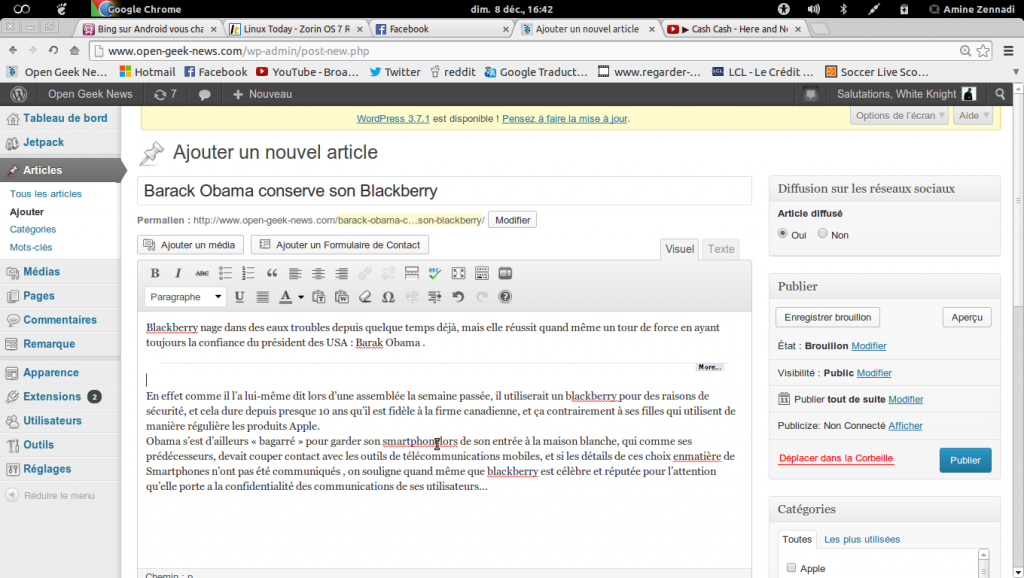 Google Chrome
dim. 8 déc., 16:42
Amine Zennadi
Bing sur Android vous cha
Linux Today - Zorin OS 7 R
Facebook
Ajouter un nouvel article
▶ Cash Cash - Here and N
www.open-geek-news.com/wp-admin/post-new.php
Open Geek Ne...
Hotmail
Facebook
YouTube - Broa...
Twitter
reddit
Google Traduct...
www.regarder-...
LCL - Le Crédit ...
Soccer Live Sco...
Open Geek News
7
Nouveau
Salutations, White Knight
Tableau de bord
Jetpack
Articles
Tous les articles
Ajouter
Catégories
Mots-clés
Médias
Pages
Commentaires
Remarque
Apparence
Extensions 2
Utilisateurs
Outils
Réglages
Réduire le menu
WordPress 3.7.1 est disponible ! Pensez à faire la mise à jour.
Options de l'écran
Aide
Ajouter un nouvel article
Barack Obama conserve son Blackberry
Permalien : http://www.open-geek-news.com/barack-obama-c...son-blackberry/ Modifier
Ajouter un média
Ajouter un Formulaire de Contact
Visuel
Texte
B I ABC
ABC
Paragraphe
U A
Blackberry nage dans des eaux troubles depuis quelque temps déjà, mais elle réussit quand même un tour de force en ayant
toujours la confiance du président des USA : Barak Obama .
More...
En effet comme il l'a lui-même dit lors d'une assemblée la semaine passée, il utiliserait un blackberry pour des raisons de
sécurité, et cela dure depuis presque 10 ans qu'il est fidèle à la firme canadienne, et ça contrairement à ses filles qui utilisent de
manière régulière les produits Apple.
Obama s'est d'ailleurs « bagarré » pour garder son smartphone lors de son entrée à la maison blanche, qui comme ses
prédécesseurs, devait couper contact avec les outils de télécommunications mobiles, et si les détails de ces choix enmatière de
Smartphones n'ont pas été communiqués , on souligne quand même que blackberry est célèbre et réputée pour l'attention
qu'elle porte a la confidentialité des communications de ses utilisateurs...
Chemin : p
Diffusion sur les réseaux sociaux
Article diffusé
Oui
Non
Publier
Enregistrer brouillon
Aperçu
État : Brouillon Modifier
Visibilité : Public Modifier
Publier tout de suite Modifier
Publicize: Non Connecté Afficher
Déplacer dans la Corbeille
Publier
Catégories
Toutes
Les plus utilisées
Apple